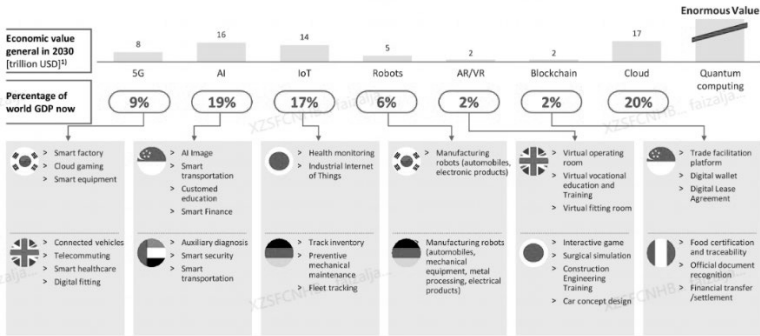 Enormous Value
Economic value
general in 2030
[trillion USD]1)
8
16
14
5
2
2
17
5G
AI
IoT
Robots
AR/VR
Blockchain
Cloud
Quantum
computing
Percentage of
world GDP now
9%
19%
17%
6%
2%
2%
20%
> Smart factory
> Cloud gaming
> Smart equipment
> AI Image
> Smart
transportation
> Customed
education
> Smart Finance
> Health monitoring
> Industrial Internet
of Things
> Manufacturing
robots (automobiles,
electronic products)
> Virtual operating
room
> Virtual vocational
education and
Training
> Virtual fitting room
> Trade facilitation
platform
> Digital wallet
> Digital Lease
Agreement
> Connected vehicles
> Telecommuting
> Smart healthcare
> Digital fitting
> Auxiliary diagnosis
> Smart security
> Smart
transportation
> Track inventory
> Preventive
mechanical
maintenance
> Fleet tracking
> Manufacturing robots
(automobiles,
mechanical
equipment, metal
processing, electrical
products)
> Interactive game
> Surgical simulation
> Construction
Engineering
Training
> Car concept design
> Food certification
and traceability
> Official document
recognition
> Financial transfer
/settlement